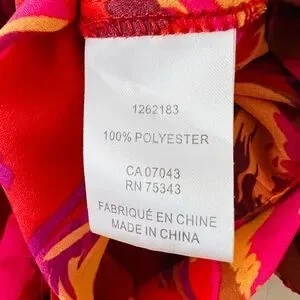 1262183
100% POLYESTER
CA 07043
RN 75343
FABRIQUÉ EN CHINE
MADE IN CHINA